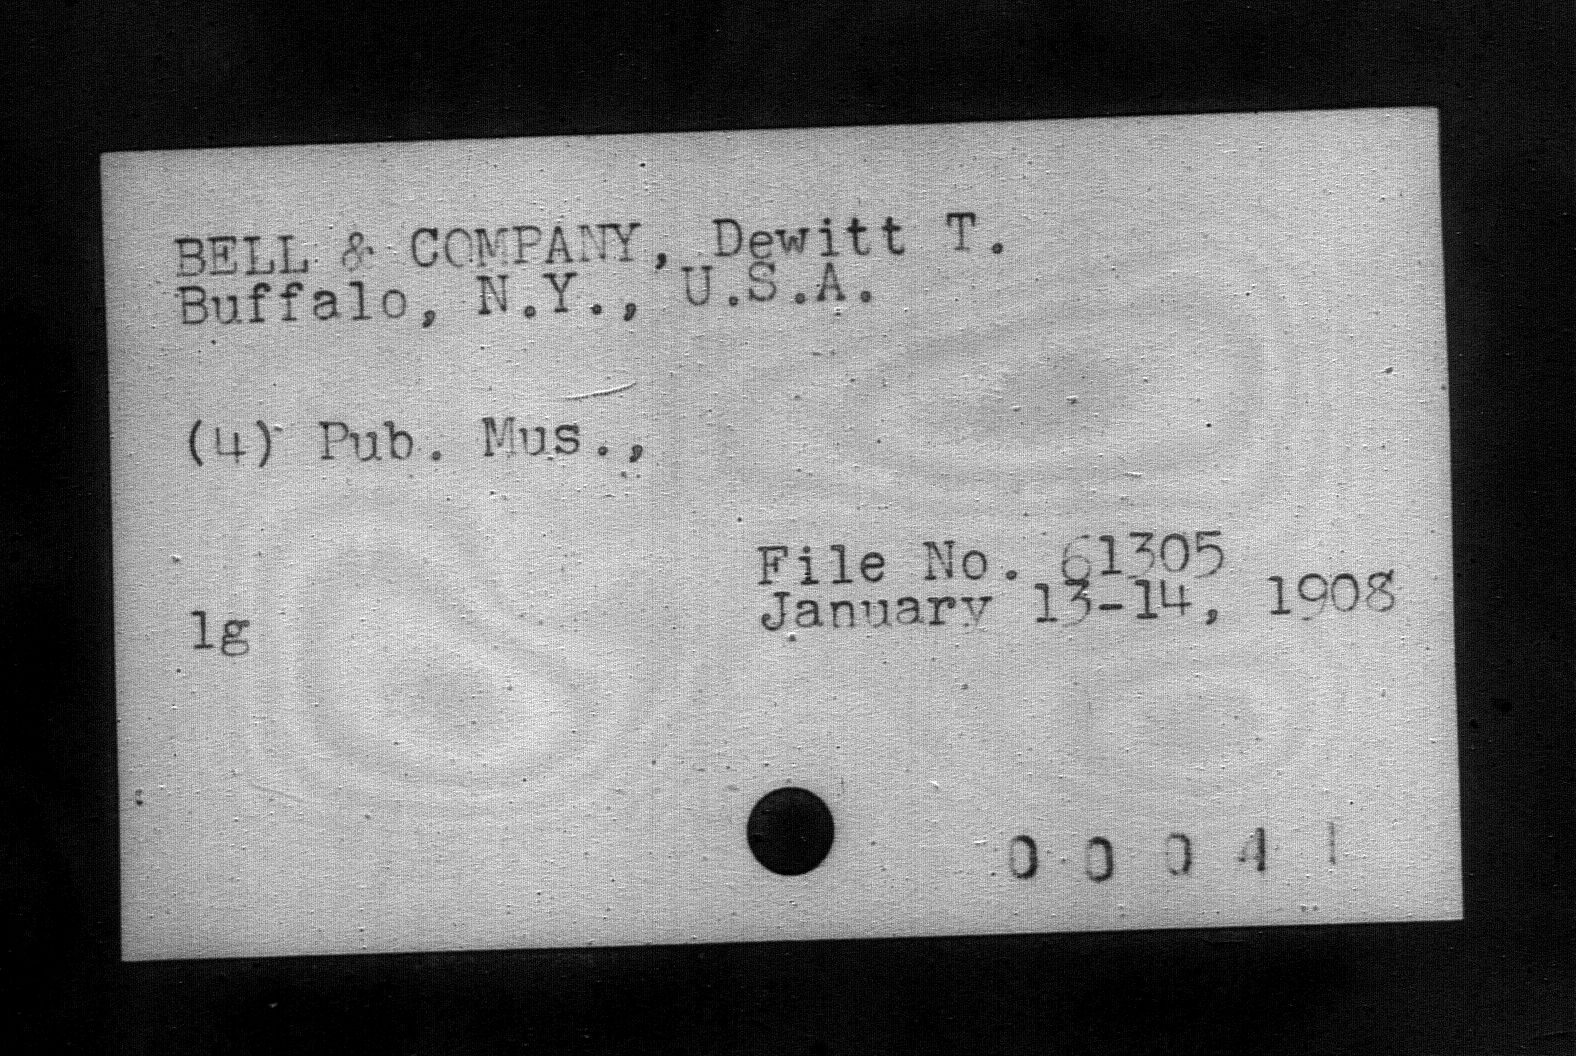 BELL & COMPANY, Dewitt T.
Buffalo, N.Y., U.S.A.
(4) Pub. Mus.,
File No. 61305
January 13-14, 1908
lg
0 0 0 4 1